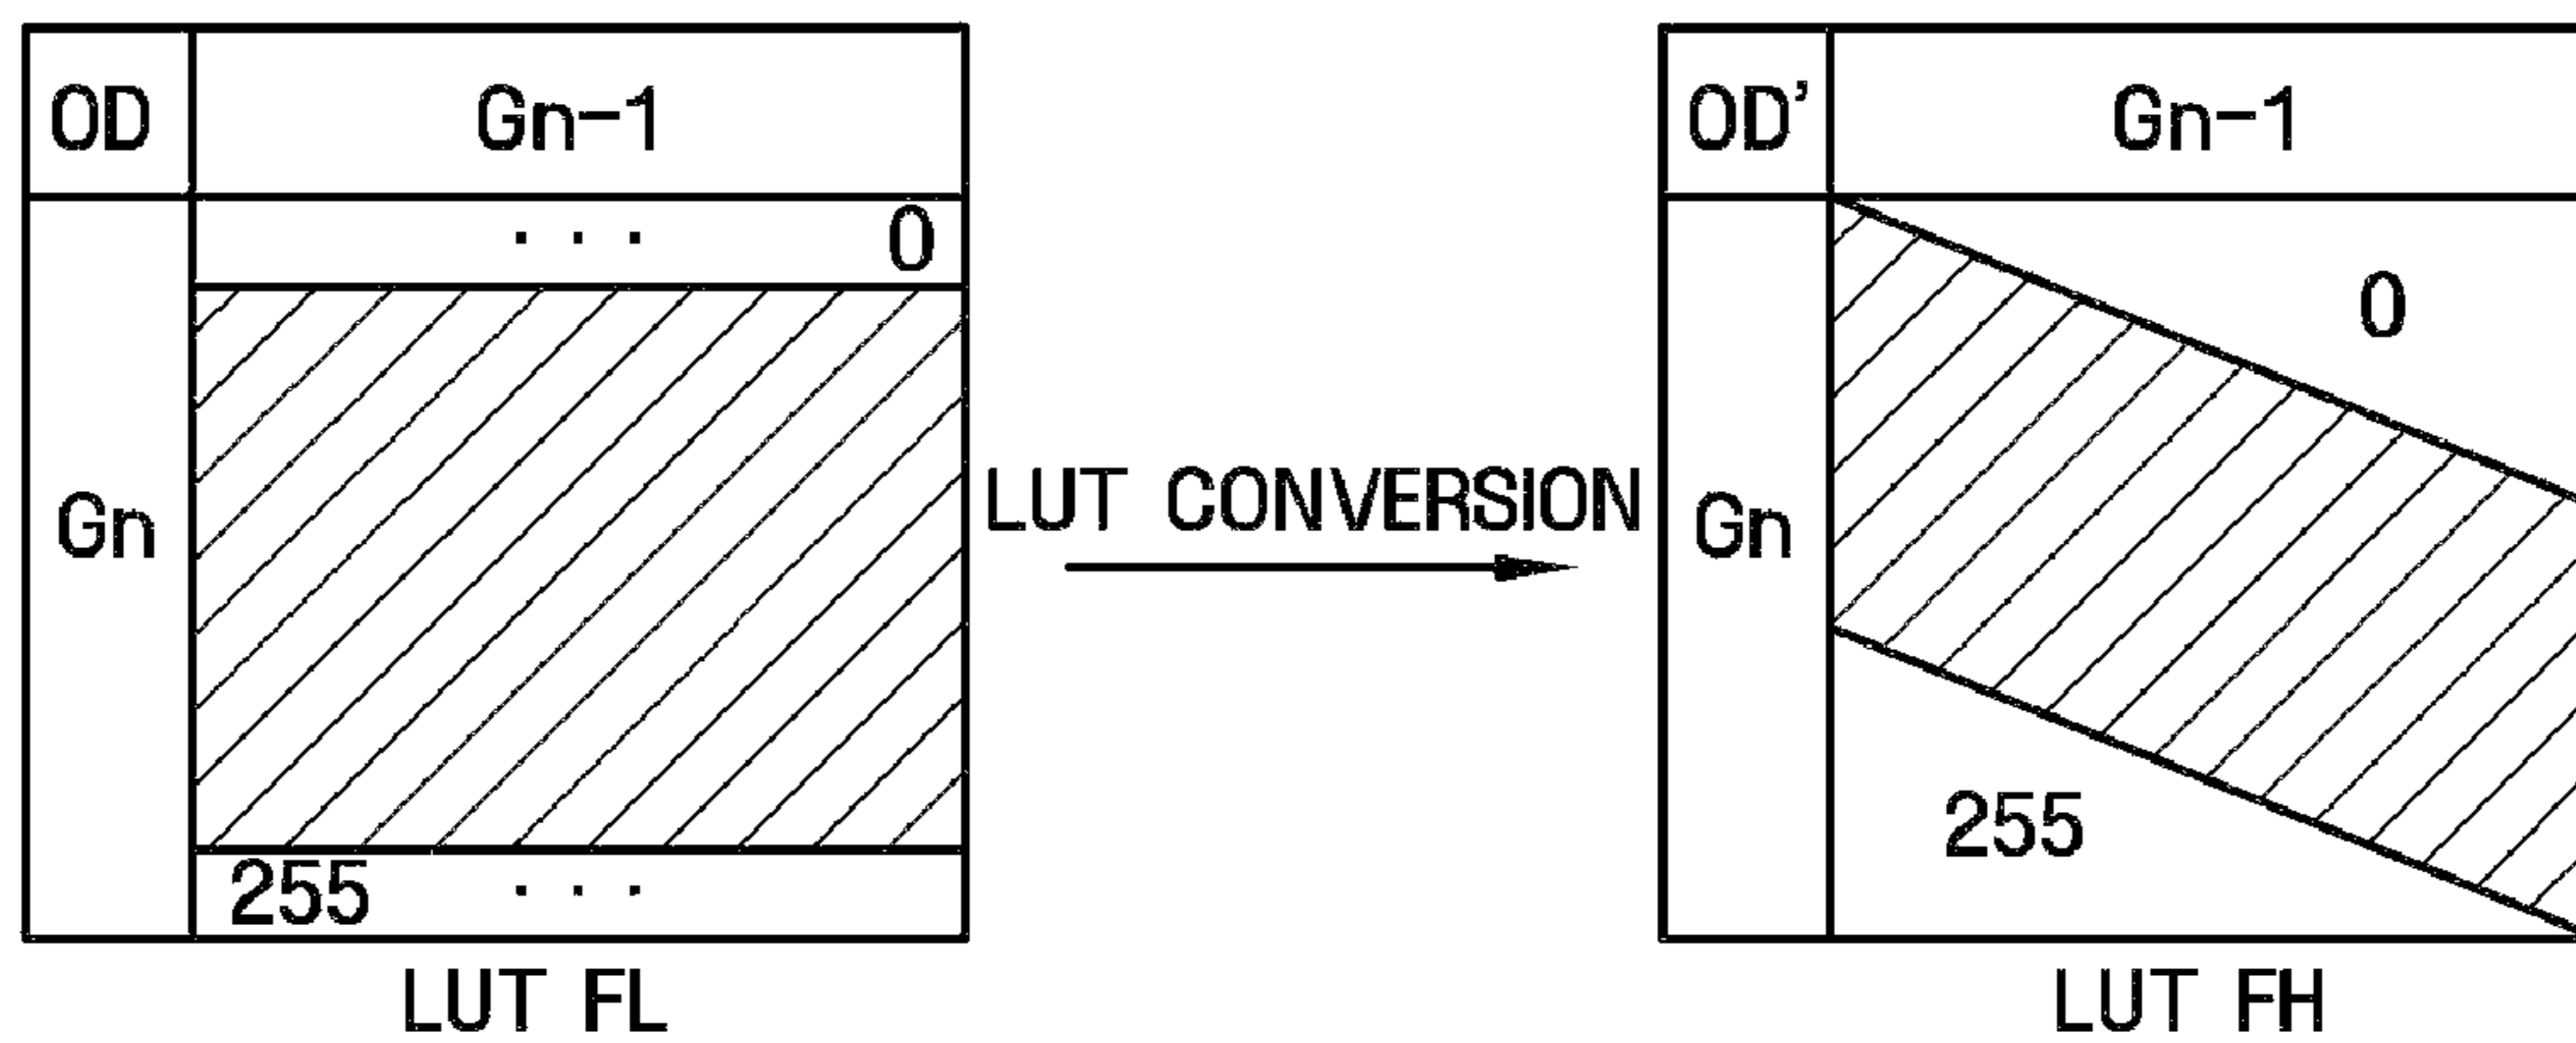 OD Gn-1
· · · 0
Gn
255 · · ·
LUT FL
LUT CONVERSION
OD' Gn-1
0
Gn
255
LUT FH